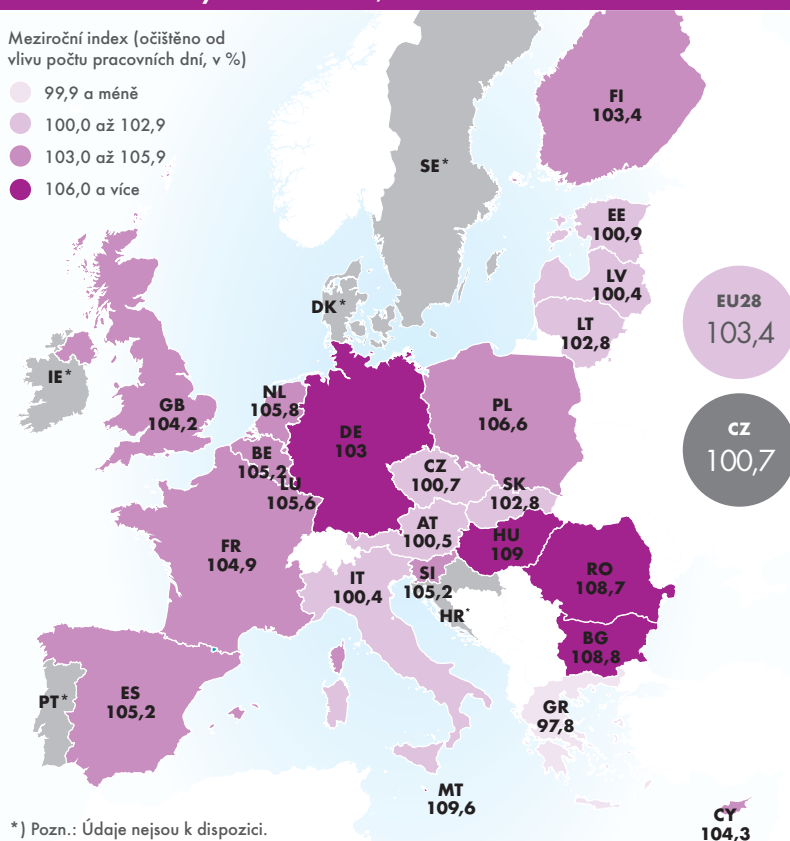 Meziroční index (očištěno od
vlivu počtu pracovních dní, v %)
99,9 a méně
100,0 až 102,9
103,0 až 105,9
106,0 a více
FI
103,4
SE*
EE
100,9
LV
100,4
LT
102,8
EU28
103,4
DK*
IE*
GB
104,2
NL
105,8
DE
103
PL
106,6
CZ
100,7
BE
105,2
LU
105,6
CZ
100,7
SK
102,8
AT
100,5
HU
109
FR
104,9
RO
108,7
IT
100,4
SI
105,2
HR*
BG
108,8
PT*
ES
105,2
GR
97,8
MT
109,6
CY
104,3
*) Pozn.: Údaje nejsou k dispozici.